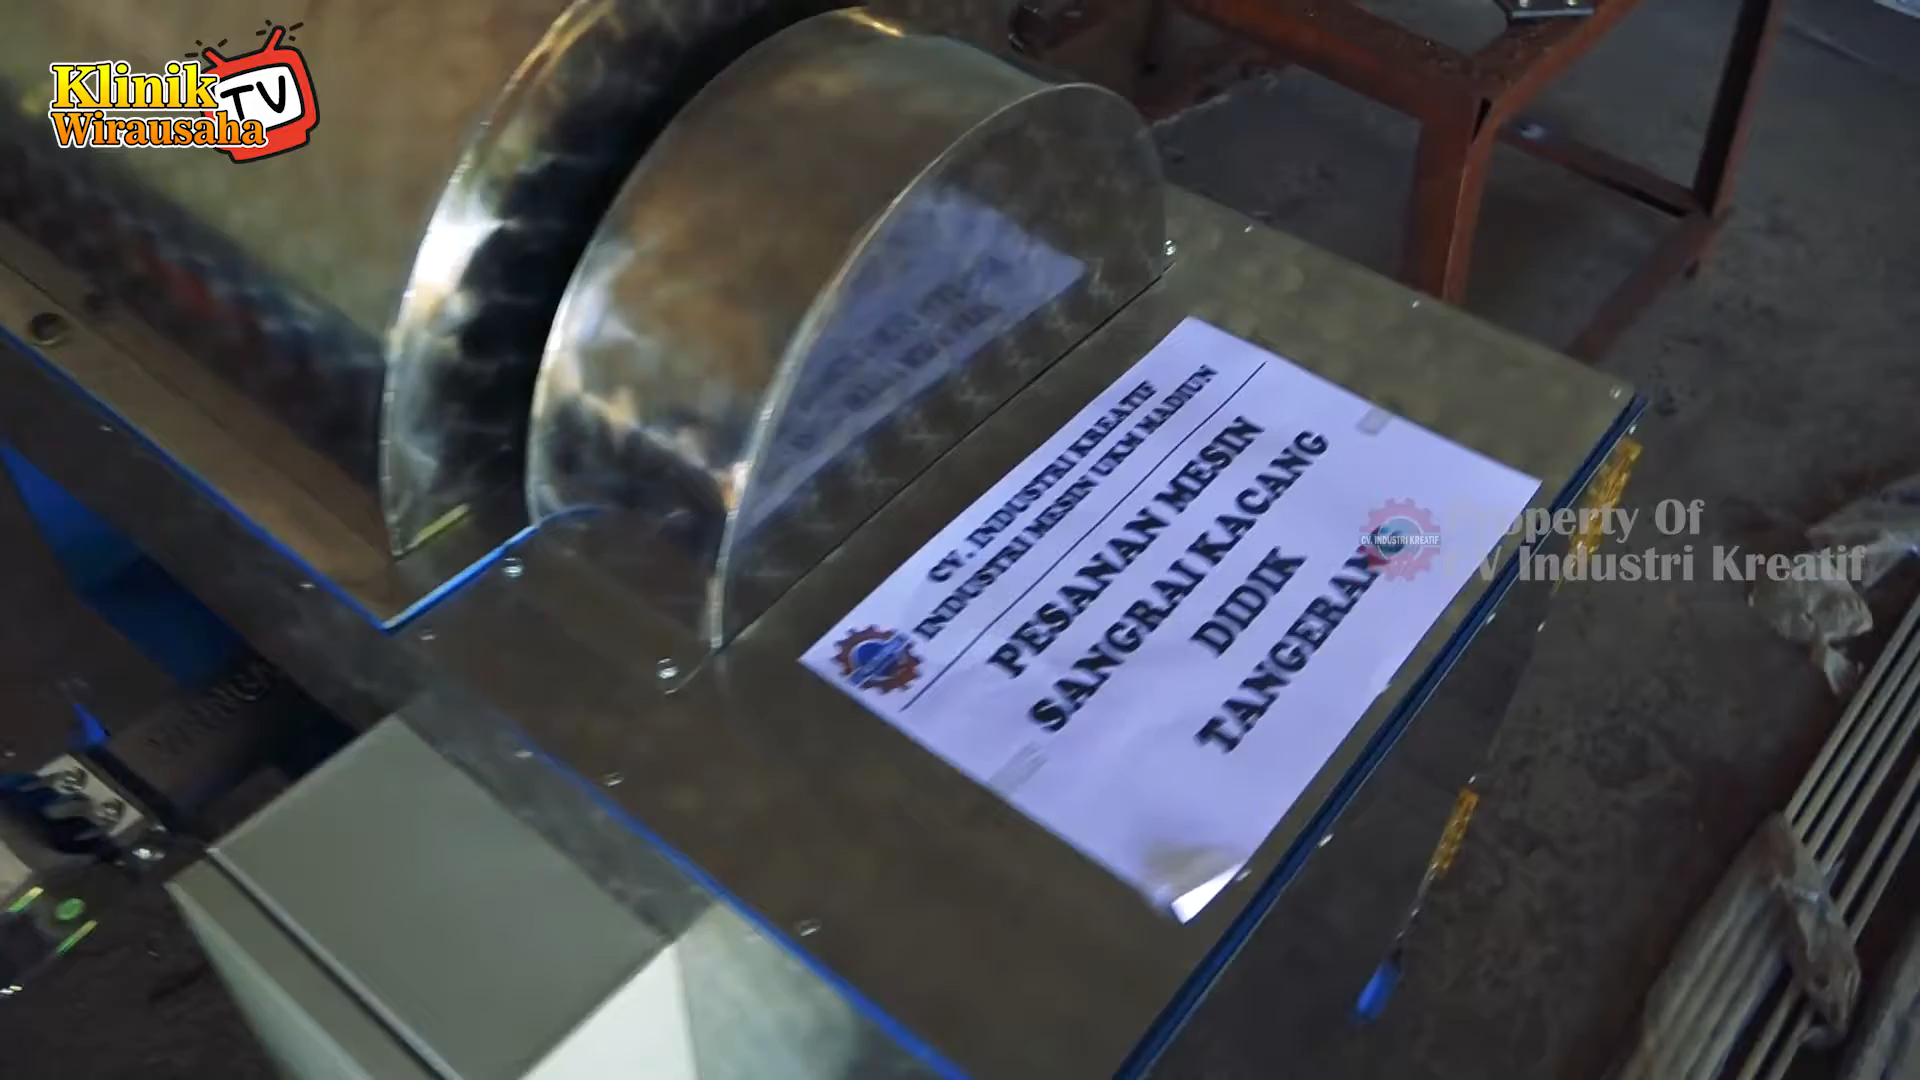 Klinik
Wirausaha
TV
CV. INDUSTRI KREATIF
INDUSTRI MESIN UKM MADIUN
PESANAN MESIN
SANGRAI KACANG
DIDIK
TANGERANG
CV. INDUSTRI KREATIF
Property Of
CV Industri Kreatif